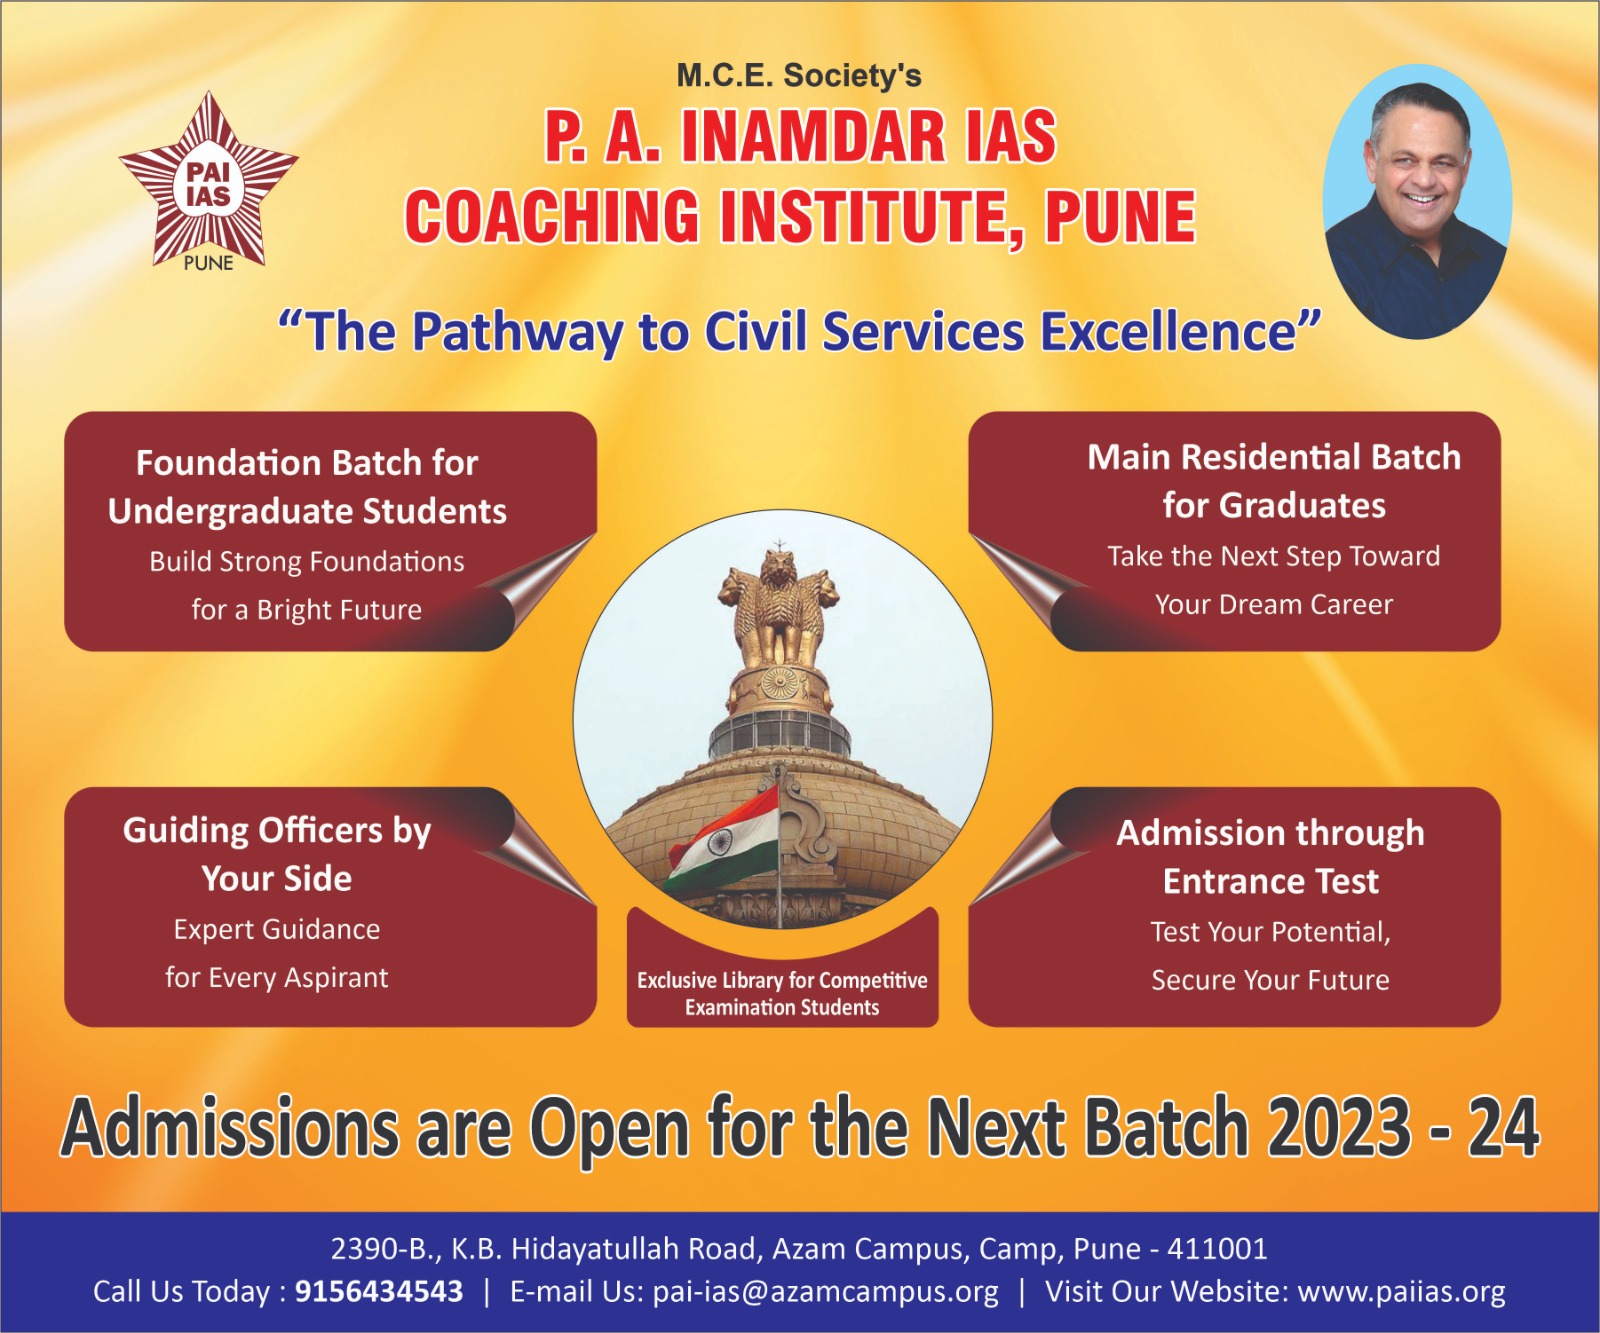 M.C.E. Society's
P. A. INAMDAR IAS
COACHING INSTITUTE, PUNE
PAI
IAS
PUNE
“The Pathway to Civil Services Excellence”
Foundation Batch for
Undergraduate Students
Build Strong Foundations
for a Bright Future
Main Residential Batch
for Graduates
Take the Next Step Toward
Your Dream Career
Guiding Officers by
Your Side
Expert Guidance
for Every Aspirant
Exclusive Library for Competitive
Examination Students
Admission through
Entrance Test
Test Your Potential,
Secure Your Future
Admissions are Open for the Next Batch 2023 - 24
2390-B., K.B. Hidayatullah Road, Azam Campus, Camp, Pune - 411001
Call Us Today : 9156434543 | E-mail Us: pai-ias@azamcampus.org | Visit Our Website: www.paiias.org